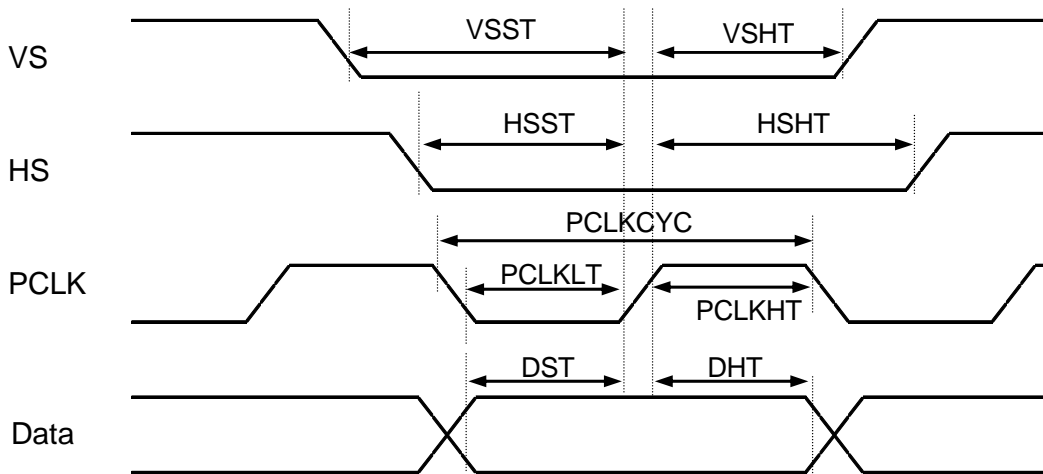 VS
VSST
VSHT
HS
HSST
HSHT
PCLKCYC
PCLK
PCLKLT
PCLKHT
DST
DHT
Data